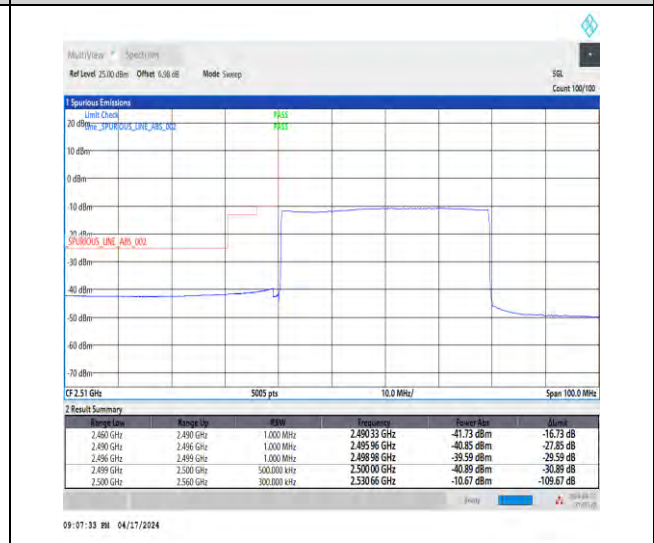 MultiView Spectrum
Ref Level 25.00 dBm Offset 6.98 dB Mode Sweep SGL
Count 100/100
1 Spurious Emissions
Limit Check PASS
20 dBm Line _SPURIOUS_LINE_ABS_002 PASS
10 dBm
0 dBm
-10 dBm
-20 dBm
_SPURIOUS_LINE_ABS_002
-30 dBm
-40 dBm
-50 dBm
-60 dBm
-70 dBm
CF 2.51 GHz 5005 pts 10.0 MHz/ Span 100.0 MHz
2 Result Summary
Range Low Range Up RBW Frequency Power Abs ΔLimit
2.460 GHz 2.490 GHz 1.000 MHz 2.490 33 GHz -41.73 dBm -16.73 dB
2.490 GHz 2.496 GHz 1.000 MHz 2.495 96 GHz -40.85 dBm -27.85 dB
2.496 GHz 2.499 GHz 1.000 MHz 2.498 98 GHz -39.59 dBm -29.59 dB
2.499 GHz 2.500 GHz 500.000 kHz 2.500 00 GHz -40.89 dBm -30.89 dB
2.500 GHz 2.560 GHz 300.000 kHz 2.530 66 GHz -10.67 dBm -109.67 dB
Ready
09:07:33 PM 04/17/2024